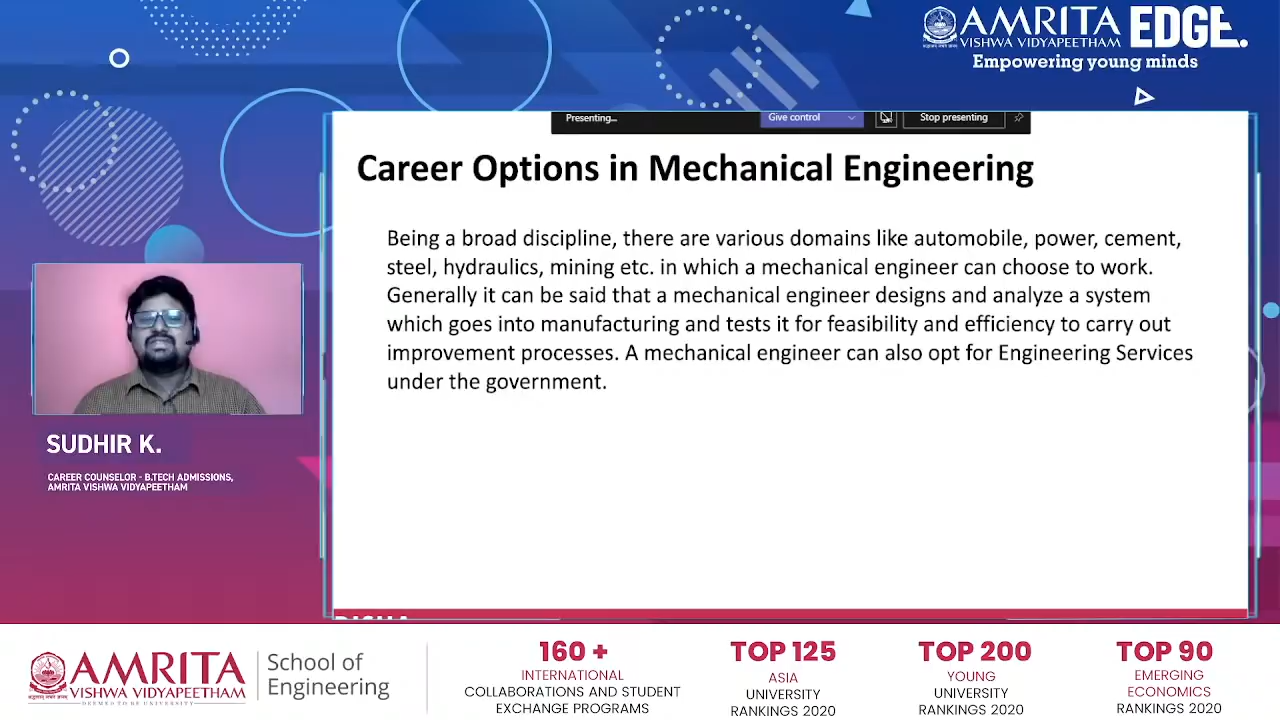 AMRITA
VISHWA VIDYAPEETHAM
EDGE.
Empowering young minds
Presenting...
Give control
Stop presenting
Career Options in Mechanical Engineering
Being a broad discipline, there are various domains like automobile, power, cement,
steel, hydraulics, mining etc. in which a mechanical engineer can choose to work.
Generally it can be said that a mechanical engineer designs and analyze a system
which goes into manufacturing and tests it for feasibility and efficiency to carry out
improvement processes. A mechanical engineer can also opt for Engineering Services
under the government.
SUDHIR K.
CAREER COUNSELOR - B.TECH ADMISSIONS,
AMRITA VISHWA VIDYAPEETHAM
AMRITA
VISHWA VIDYAPEETHAM
DEEMED TO BE UNIVERSITY
School of
Engineering
160 +
INTERNATIONAL
COLLABORATIONS AND STUDENT
EXCHANGE PROGRAMS
TOP 125
ASIA
UNIVERSITY
RANKINGS 2020
TOP 200
YOUNG
UNIVERSITY
RANKINGS 2020
TOP 90
EMERGING
ECONOMICS
RANKINGS 2020